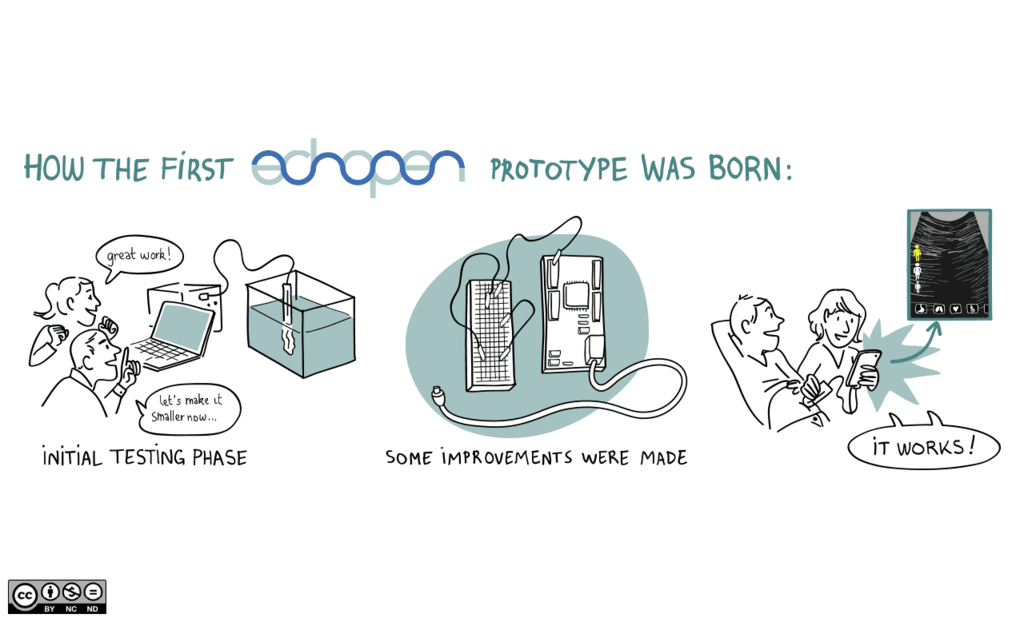 HOW THE FIRST echopen PROTOTYPE WAS BORN:
great work!
let's make it
smaller now...
INITIAL TESTING PHASE
SOME IMPROVEMENTS WERE MADE
IT WORKS!
cc
BY NC ND